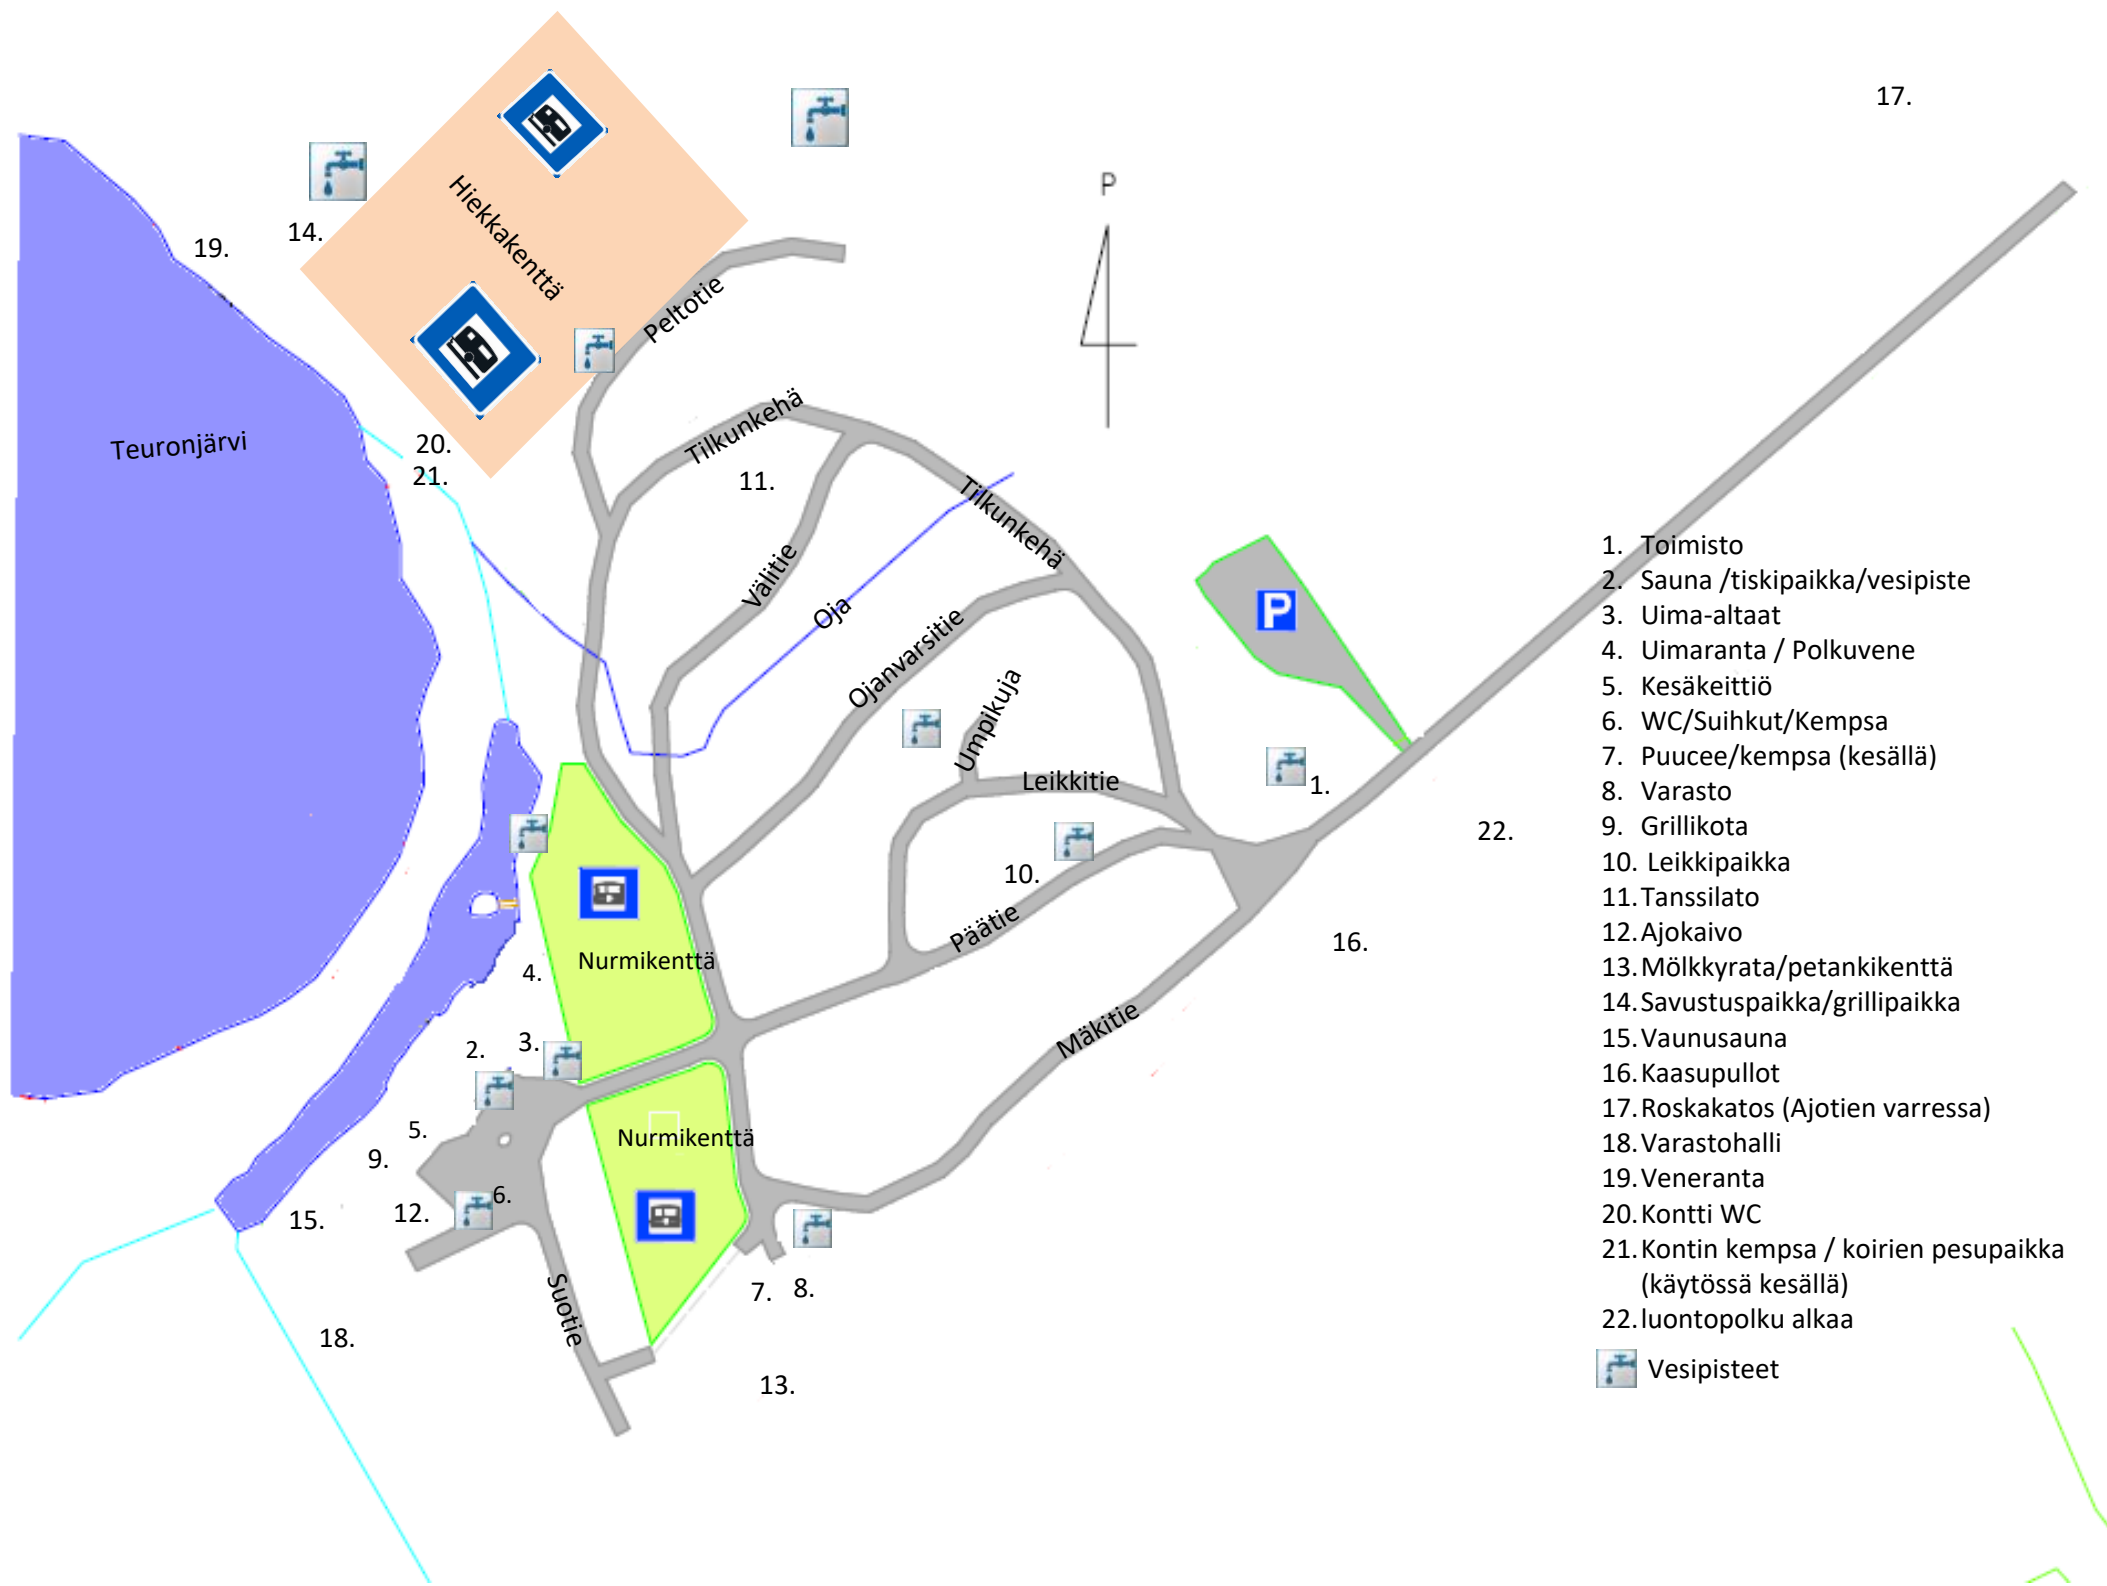 17.
P
14.
19.
Hiekkakenttä
Peltotie
Teuronjärvi
20.
21.
Tilkunkehä
11.
Tilkunkehä
Välitie
Oja
Ojanvarsitie
Umpikuja
P
Leikkitie
1.
22.
10.
Päätie
16.
Nurmikenttä
4.
Mäkitie
3.
2.
5.
Nurmikenttä
9.
6.
12.
15.
Suotie
7.
8.
18.
13.
1. Toimisto
2. Sauna /tiskipaikka/vesipiste
3. Uima-altaat
4. Uimaranta / Polkuvene
5. Kesäkeittiö
6. WC/Suihkut/Kempsa
7. Puucee/kempsa (kesällä)
8. Varasto
9. Grillikota
10. Leikkipaikka
11. Tanssilato
12. Ajokaivo
13. Mölkkyrata/petankikenttä
14. Savustuspaikka/grillipaikka
15. Vaunusauna
16. Kaasupullot
17. Roskakatos (Ajotien varressa)
18. Varastohalli
19. Veneranta
20. Kontti WC
21. Kontin kempsa / koirien pesupaikka
(käytössä kesällä)
22. luontopolku alkaa
Vesipisteet